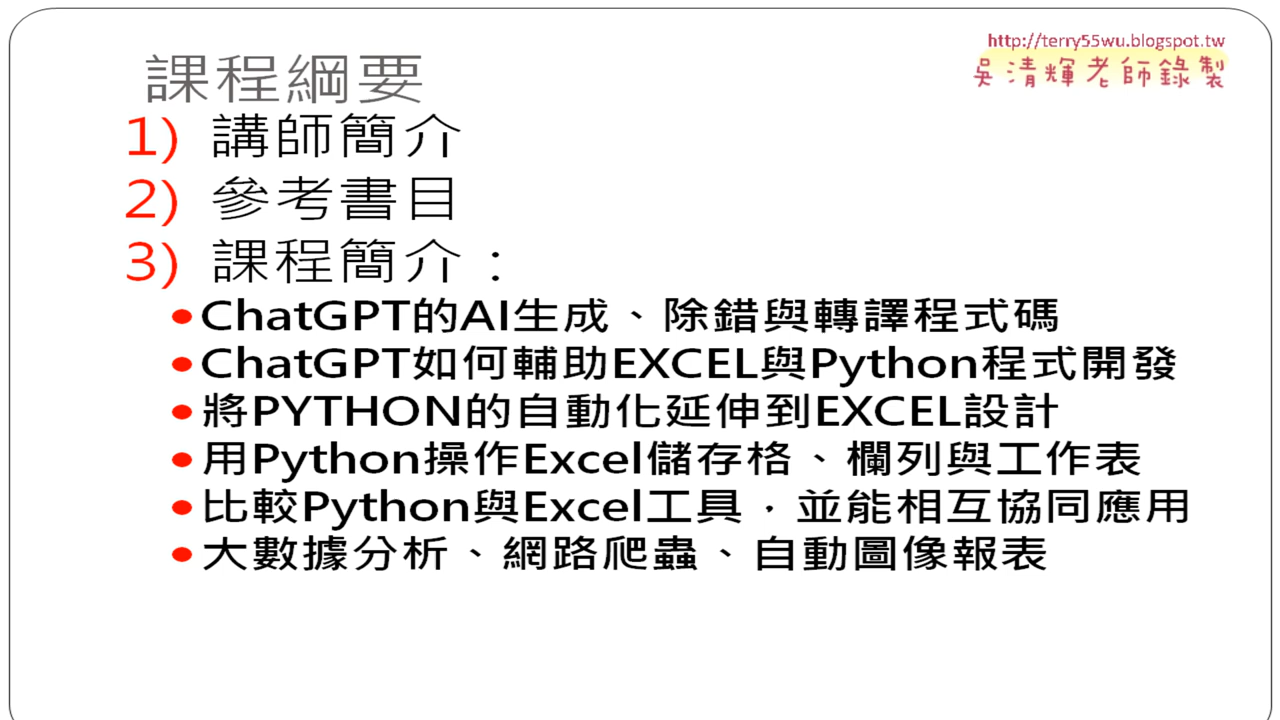 http://terry55wu.blogspot.tw
吳清輝老師錄製
課程綱要
1) 講師簡介
2) 參考書目
3) 課程簡介：
•ChatGPT的AI生成、除錯與轉譯程式碼
•ChatGPT如何輔助EXCEL與Python程式開發
•將PYTHON的自動化延伸到EXCEL設計
•用Python操作Excel儲存格、欄列與工作表
•比較Python與Excel工具，並能相互協同應用
•大數據分析、網路爬蟲、自動圖像報表